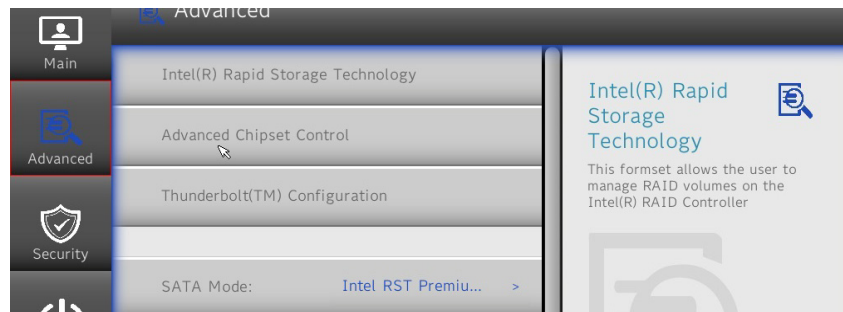 Advanced
Main
Intel(R) Rapid Storage Technology
Advanced Chipset Control
Advanced
Thunderbolt(TM) Configuration
Security
SATA Mode: Intel RST Premiu... >
Intel(R) Rapid
Storage
Technology
This formset allows the user to
manage RAID volumes on the
Intel(R) RAID Controller